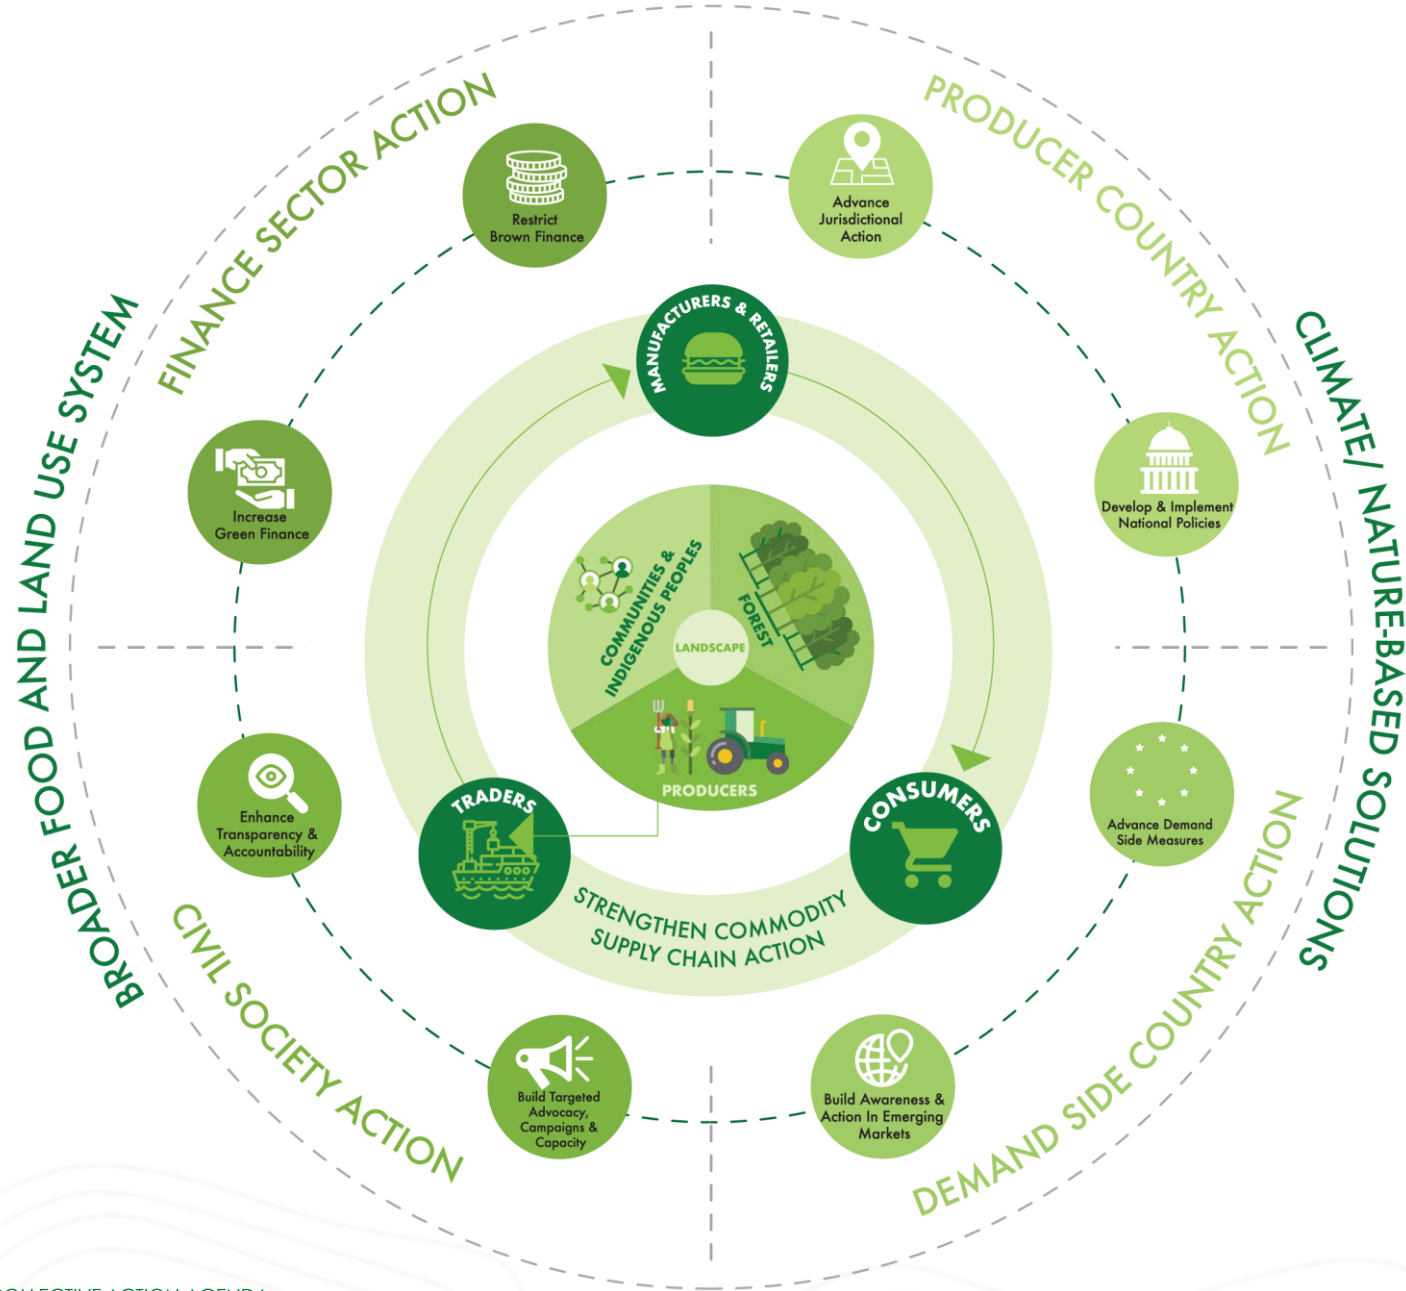 FINANCE SECTOR ACTION
PRODUCER COUNTRY ACTION
BROADER FOOD AND LAND USE SYSTEM
CLIMATE/ NATURE-BASED SOLUTIONS
Restrict
Brown Finance
Advance
Jurisdictional
Action
Increase
Green Finance
Develop & Implement
National Policies
MANUFACTURERS & RETAILERS
COMMUNITIES &
INDIGENOUS PEOPLES
FOREST
LANDSCAPE
PRODUCERS
TRADERS
CONSUMERS
STRENGTHEN COMMODITY
SUPPLY CHAIN ACTION
Enhance
Transparency &
Accountability
Advance Demand
Side Measures
Build Targeted
Advocacy,
Campaigns &
Capacity
Build Awareness &
Action In Emerging
Markets
CIVIL SOCIETY ACTION
DEMAND SIDE COUNTRY ACTION
ACTION AGENDA